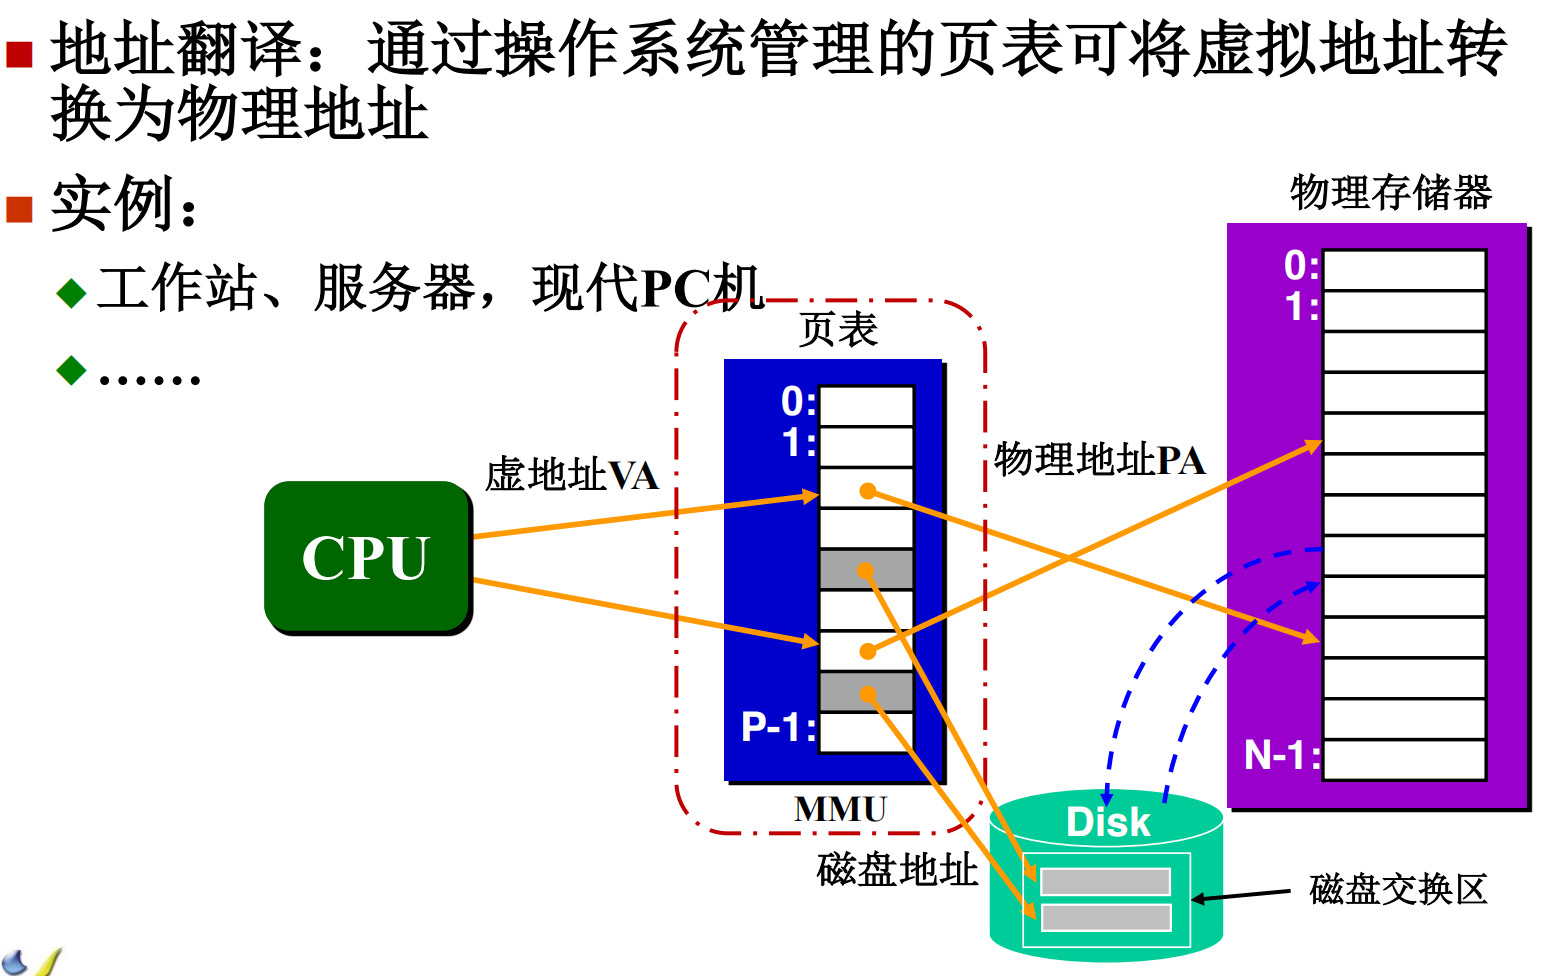 地址翻译：通过操作系统管理的页表可将虚拟地址转
换为物理地址
实例：
物理存储器
工作站、服务器，现代PC机
……
页表
0:
1:
0:
1:
虚地址VA
物理地址PA
CPU
P-1:
N-1:
MMU
Disk
磁盘地址
磁盘交换区